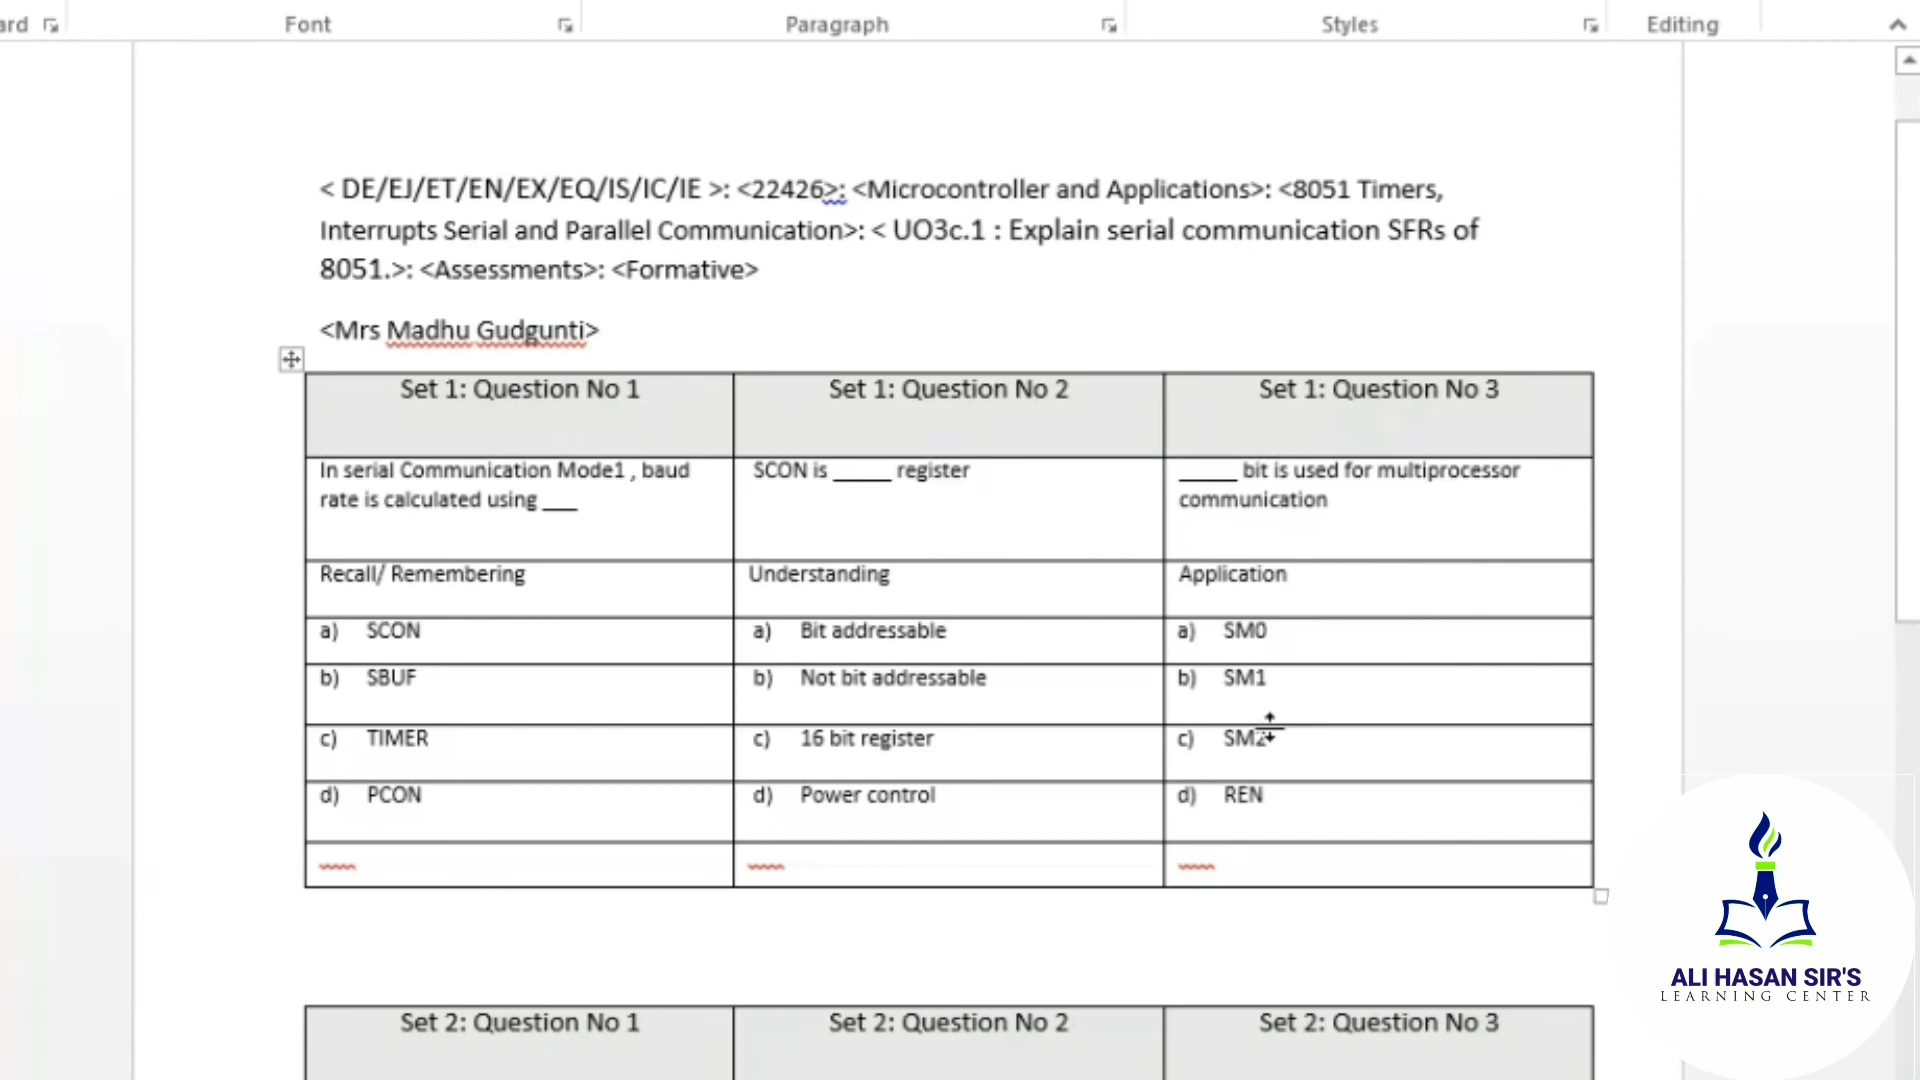 ard Font Paragraph Styles Editing
< DE/EJ/ET/EN/EX/EQ/IS/IC/IE >: <22426>: <Microcontroller and Applications>: <8051 Timers,
Interrupts Serial and Parallel Communication>: < UO3c.1 : Explain serial communication SFRs of
8051.>: <Assessments>: <Formative>
<Mrs Madhu Gudgunti>
Set 1: Question No 1 Set 1: Question No 2 Set 1: Question No 3
In serial Communication Mode1 , baud
rate is calculated using ___
SCON is _____ register
_____ bit is used for multiprocessor
communication
Recall/ Remembering Understanding Application
a) SCON a) Bit addressable a) SM0
b) SBUF b) Not bit addressable b) SM1
c) TIMER c) 16 bit register c) SM2
d) PCON d) Power control d) REN
Set 2: Question No 1 Set 2: Question No 2 Set 2: Question No 3
ALI HASAN SIR'S
LEARNING CENTER